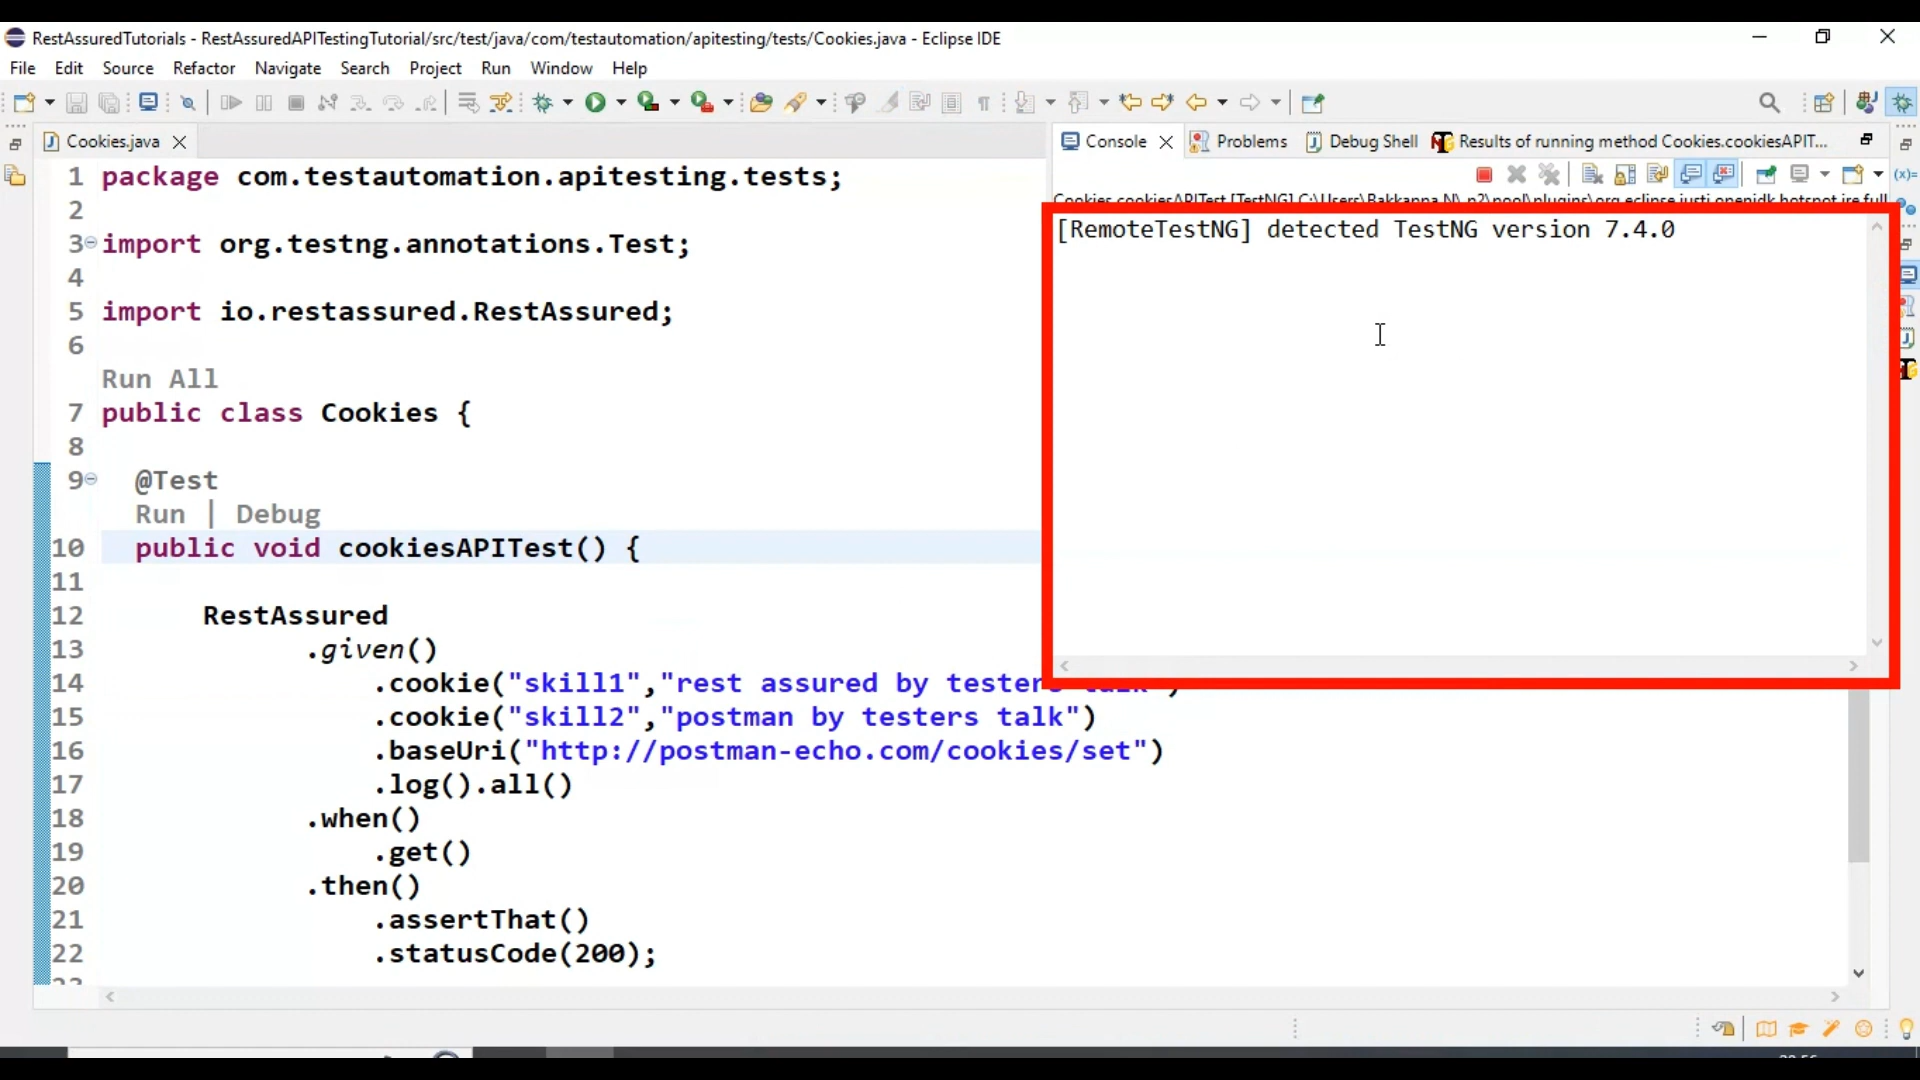 RestAssuredTutorials - RestAssuredAPITestingTutorial/src/test/java/com/testautomation/apitesting/tests/Cookies.java - Eclipse IDE
File Edit Source Refactor Navigate Search Project Run Window Help
Cookies.java
Console Problems Debug Shell Results of running method Cookies.cookiesAPIT...
1 package com.testautomation.apitesting.tests;
2
3 import org.testng.annotations.Test;
4
5 import io.restassured.RestAssured;
6
Run All
7 public class Cookies {
8
9 @Test
Run | Debug
10 public void cookiesAPITest() {
11
12 RestAssured
13 .given()
14 .cookie("skill1","rest assured by testers
15 .cookie("skill2","postman by testers talk")
16 .baseUri("http://postman-echo.com/cookies/set")
17 .log().all()
18 .when()
19 .get()
20 .then()
21 .assertThat()
22 .statusCode(200);
[RemoteTestNG] detected TestNG version 7.4.0